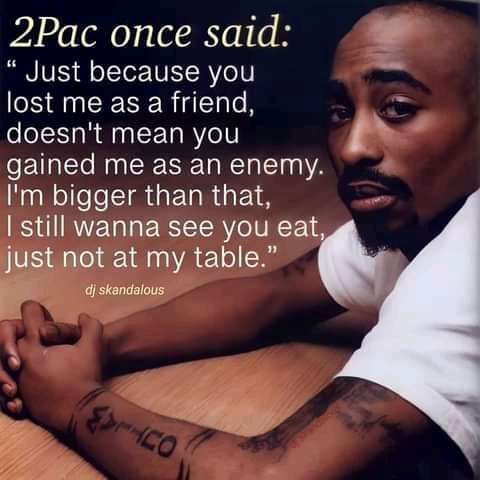 2Pac once said:
“ Just because you
lost me as a friend,
doesn't mean you
gained me as an enemy.
I'm bigger than that,
I still wanna see you eat,
just not at my table.”
dj skandalous